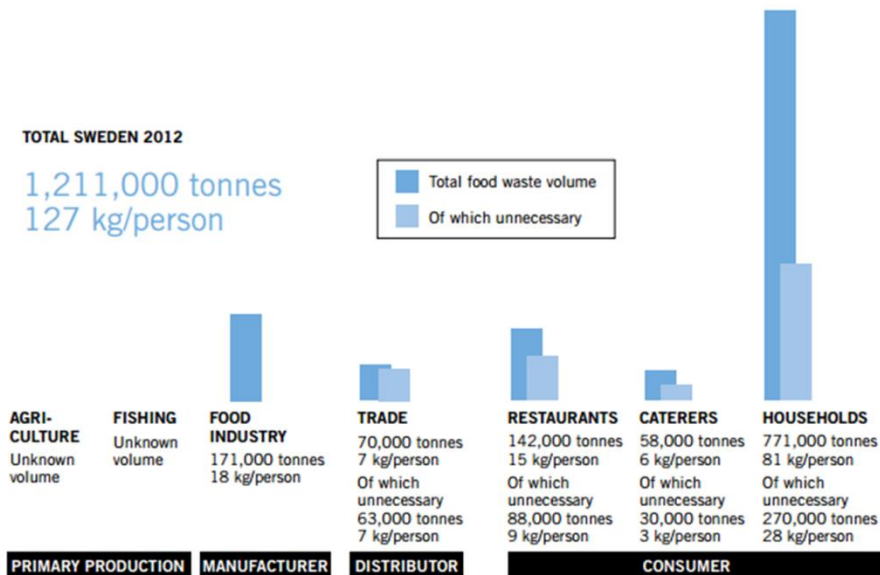 TOTAL SWEDEN 2012
1,211,000 tonnes
127 kg/person
Total food waste volume
Of which unnecessary
AGRI-
CULTURE
Unknown
volume
FISHING
Unknown
volume
FOOD
INDUSTRY
171,000 tonnes
18 kg/person
TRADE
70,000 tonnes
7 kg/person
Of which
unnecessary
63,000 tonnes
7 kg/person
RESTAURANTS
142,000 tonnes
15 kg/person
Of which
unnecessary
88,000 tonnes
9 kg/person
CATERERS
58,000 tonnes
6 kg/person
Of which
unnecessary
30,000 tonnes
3 kg/person
HOUSEHOLDS
771,000 tonnes
81 kg/person
Of which
unnecessary
270,000 tonnes
28 kg/person
PRIMARY PRODUCTION
MANUFACTURER
DISTRIBUTOR
CONSUMER